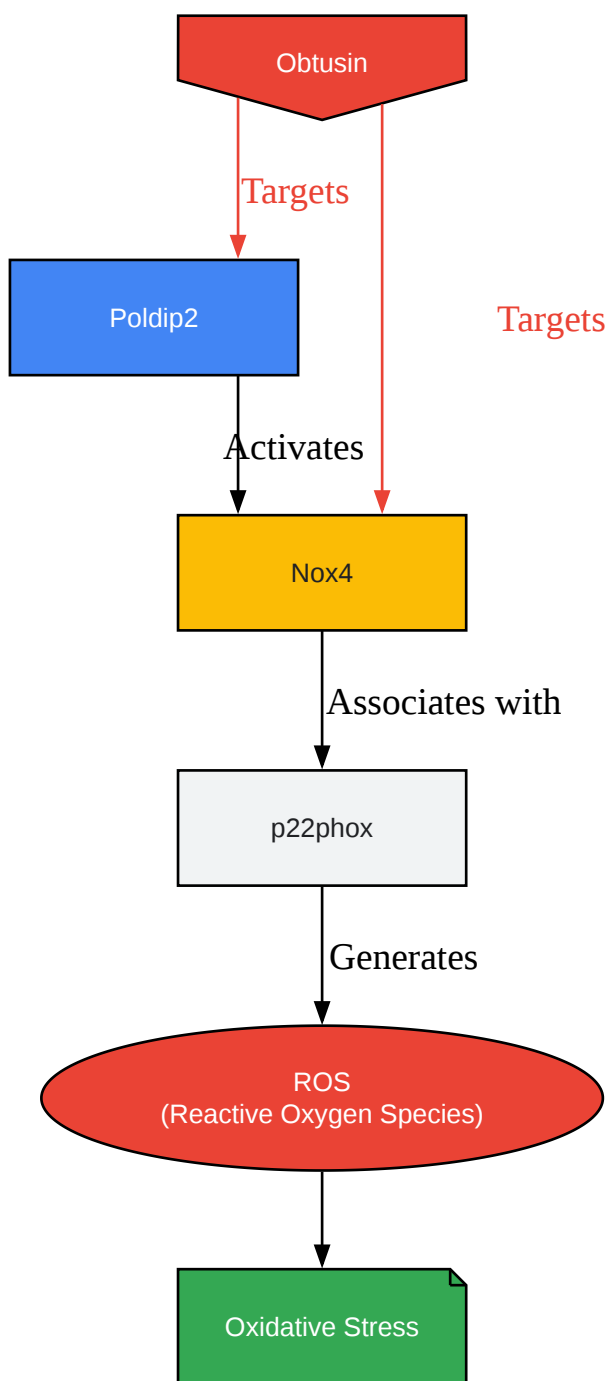 Obtusin
Targets
Poldip2
Targets
Activates
Nox4
Associates with
p22phox
Generates
ROS
(Reactive Oxygen Species)
Oxidative Stress